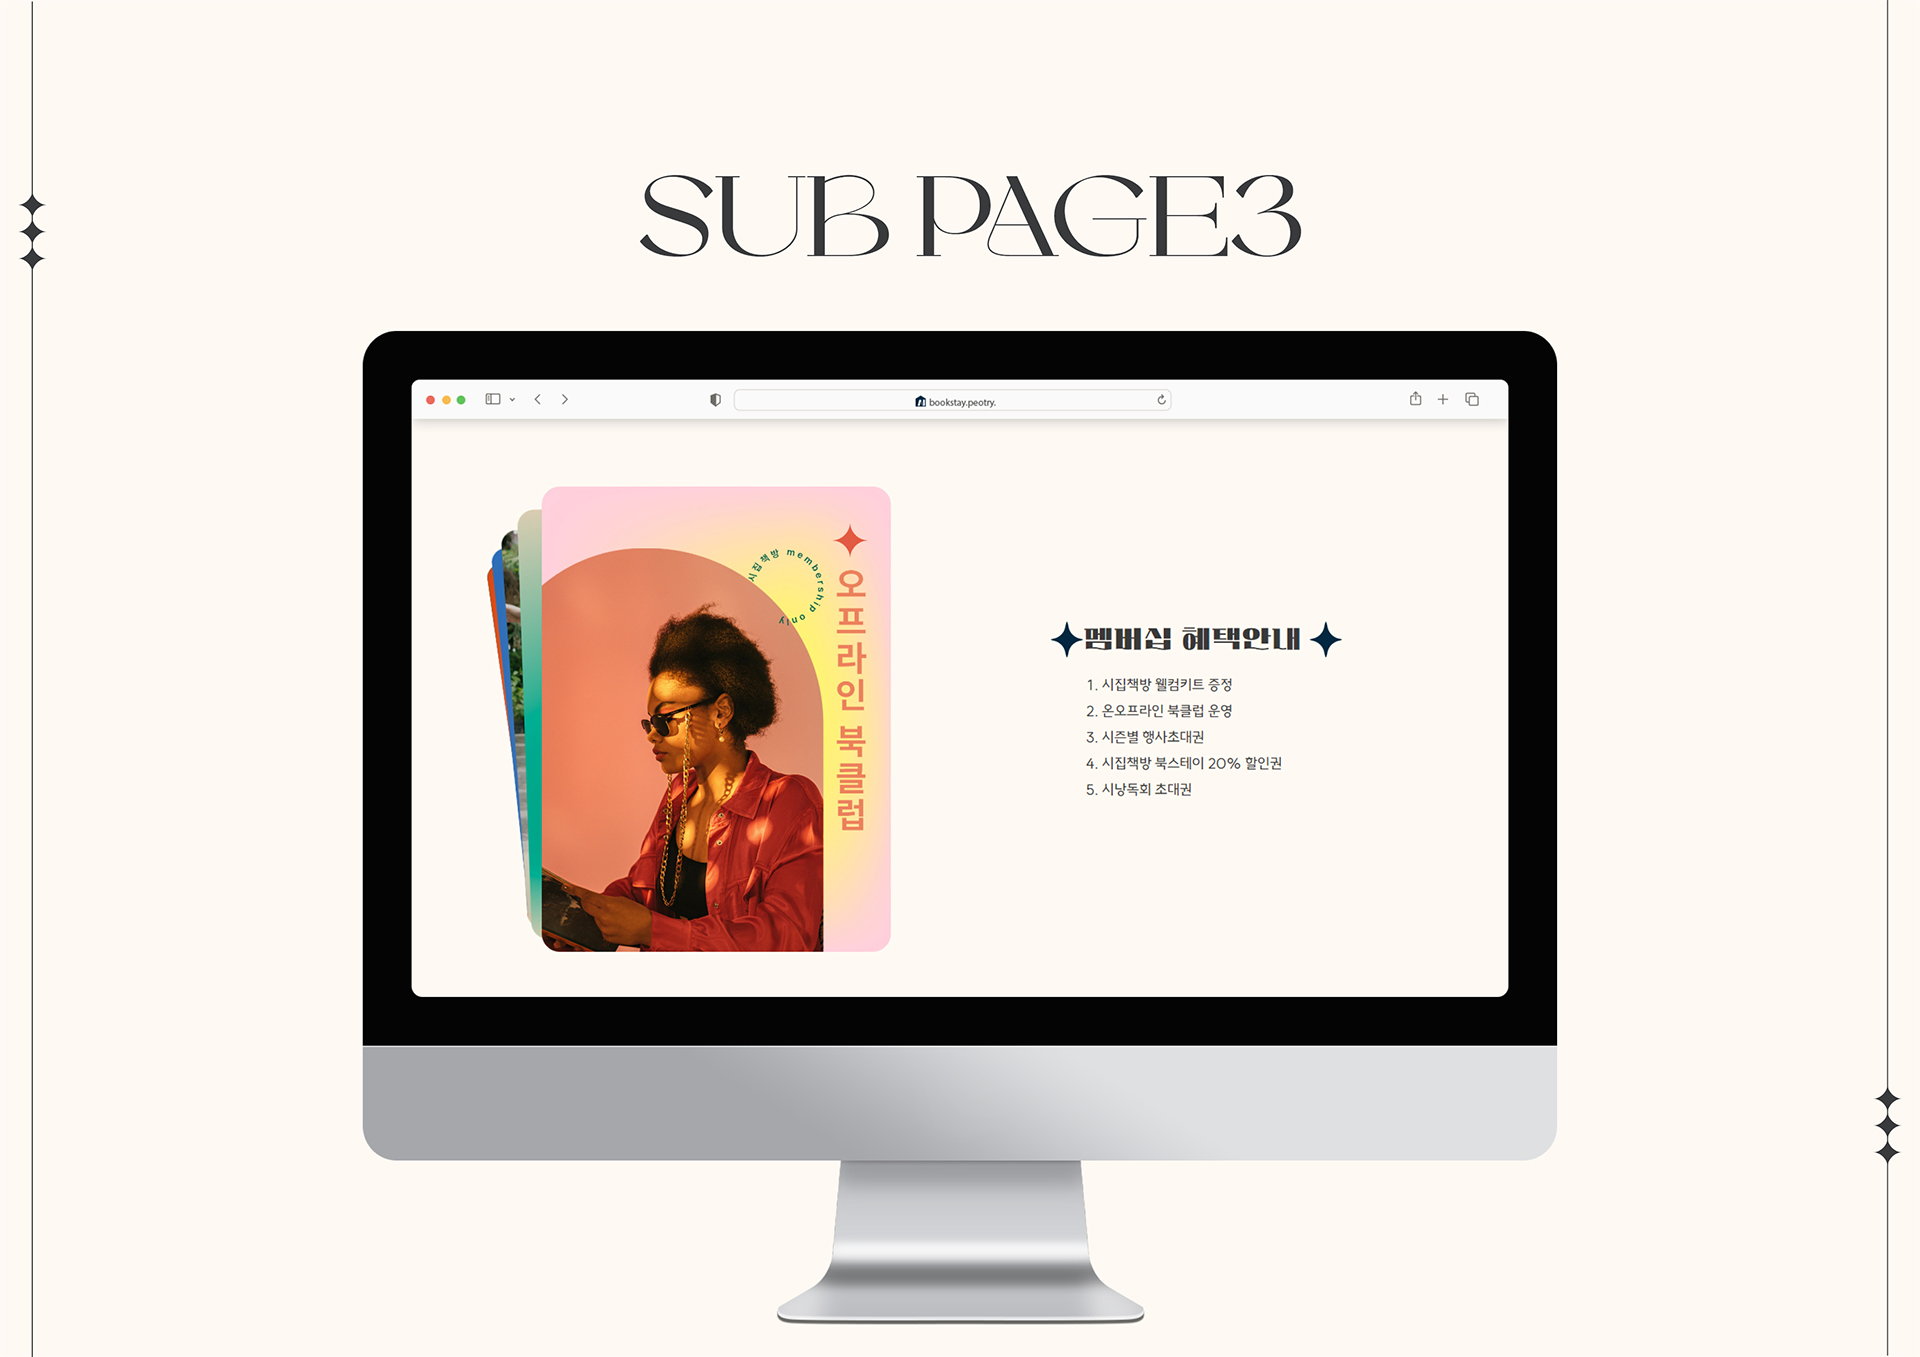 SUB PAGE3
bookstay.peotry.
시집책방 membership only
오프라인 북클럽
멤버십 혜택안내
1. 시집책방 웰컴키트 증정
2. 온오프라인 북클럽 운영
3. 시즌별 행사초대권
4. 시집책방 북스테이 20% 할인권
5. 시낭독회 초대권